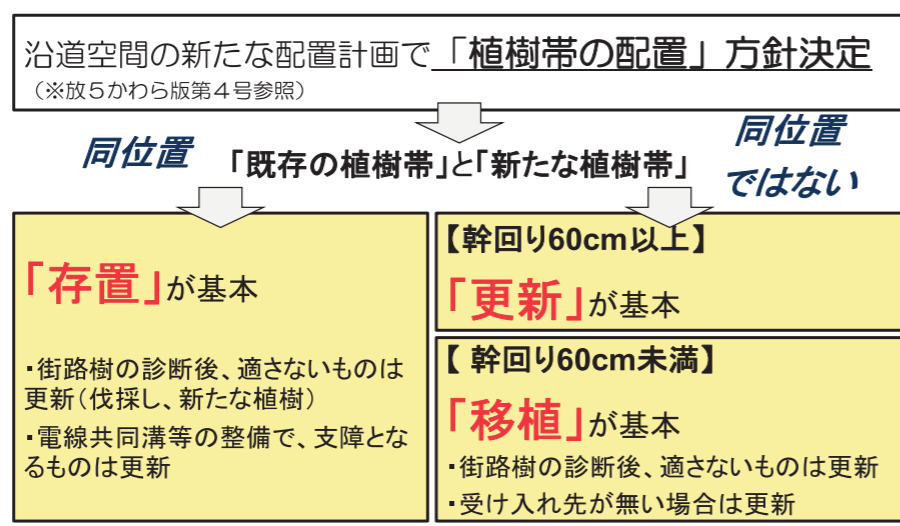 沿道空間の新たな配置計画で「植樹帯の配置」方針決定
（※放５かわら版第４号参照）
同位置
「既存の植樹帯」と「新たな植樹帯」
同位置
ではない
「存置」が基本
・街路樹の診断後、適さないものは
更新（伐採し、新たな植樹）
・電線共同溝等の整備で、支障とな
るものは更新
【幹回り60cm以上】
「更新」が基本
【 幹回り60cm未満】
「移植」が基本
・街路樹の診断後、適さないものは更新
・受け入れ先が無い場合は更新